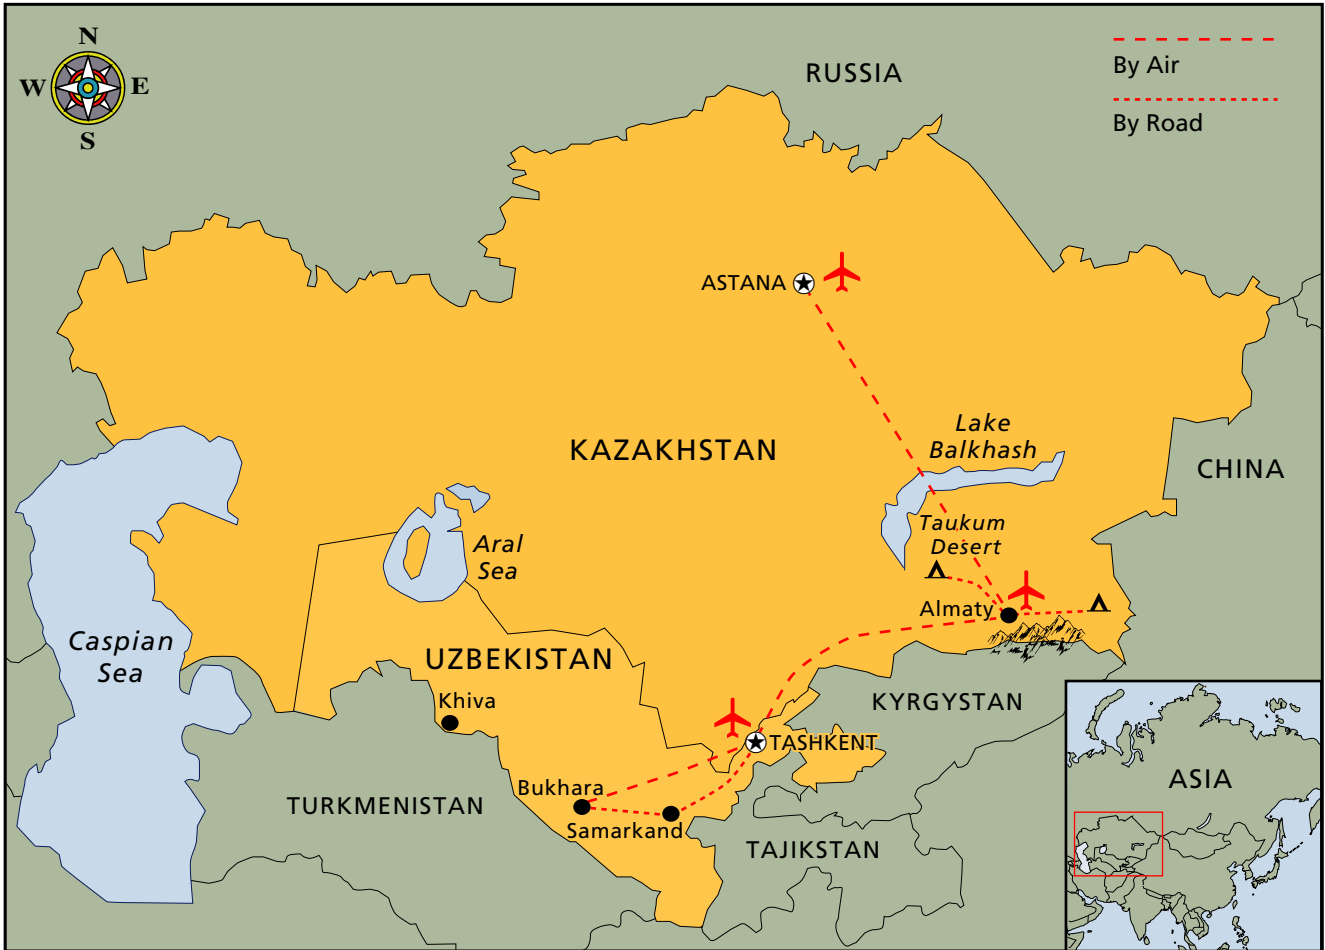 N
W
E
S
RUSSIA
By Air
By Road
ASTANA
Lake
Balkhash
KAZAKHSTAN
CHINA
Taukum
Desert
Aral
Sea
Almaty
Caspian
Sea
UZBEKISTAN
Khiva
KYRGYSTAN
TASHKENT
Bukhara
TURKMENISTAN
Samarkand
TAJIKSTAN
ASIA